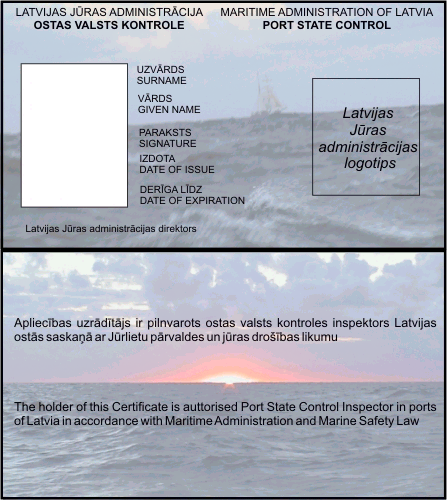 LATVIJAS JŪRAS ADMINISTRĀCIJA
OSTAS VALSTS KONTROLE
MARITIME ADMINISTRATION OF LATVIA
PORT STATE CONTROL
UZVĀRDS
SURNAME
VĀRDS
GIVEN NAME
PARAKSTS
SIGNATURE
IZDOTA
DATE OF ISSUE
DERĪGA LĪDZ
DATE OF EXPIRATION
Latvijas
Jūras
administrācijas
logotips
Latvijas Jūras administrācijas direktors
Apliecības uzrādītājs ir pilnvarots ostas valsts kontroles inspektors Latvijas
ostās saskaņā ar Jūrlietu pārvaldes un jūras drošības likumu
The holder of this Certificate is auttorised Port State Control Inspector in ports
of Latvia in accordance with Maritime Administration and Marine Safety Law